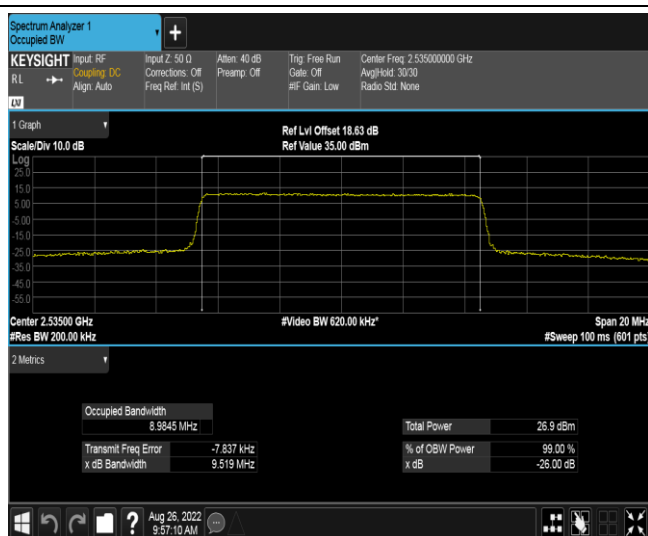 Spectrum Analyzer 1
Occupied BW
KEYSIGHT
RL
LXI
Input: RF
Coupling: DC
Align: Auto
Input Z: 50 Ω
Corrections: Off
Freq Ref: Int (S)
Atten: 40 dB
Preamp: Off
Trig: Free Run
Gate: Off
#IF Gain: Low
Center Freq: 2.535000000 GHz
Avg|Hold: 30/30
Radio Std: None
1 Graph
Scale/Div 10.0 dB
Ref Lvl Offset 18.63 dB
Ref Value 35.00 dBm
Log
25.0
15.0
5.00
-5.00
-15.0
-25.0
-35.0
-45.0
-55.0
Center 2.53500 GHz
#Video BW 620.00 kHz*
Span 20 MHz
#Res BW 200.00 kHz
#Sweep 100 ms (601 pts)
2 Metrics
Occupied Bandwidth
8.9845 MHz
Total Power 26.9 dBm
Transmit Freq Error -7.837 kHz
% of OBW Power 99.00 %
x dB Bandwidth 9.519 MHz
x dB -26.00 dB
?
Aug 26, 2022
9:57:10 AM